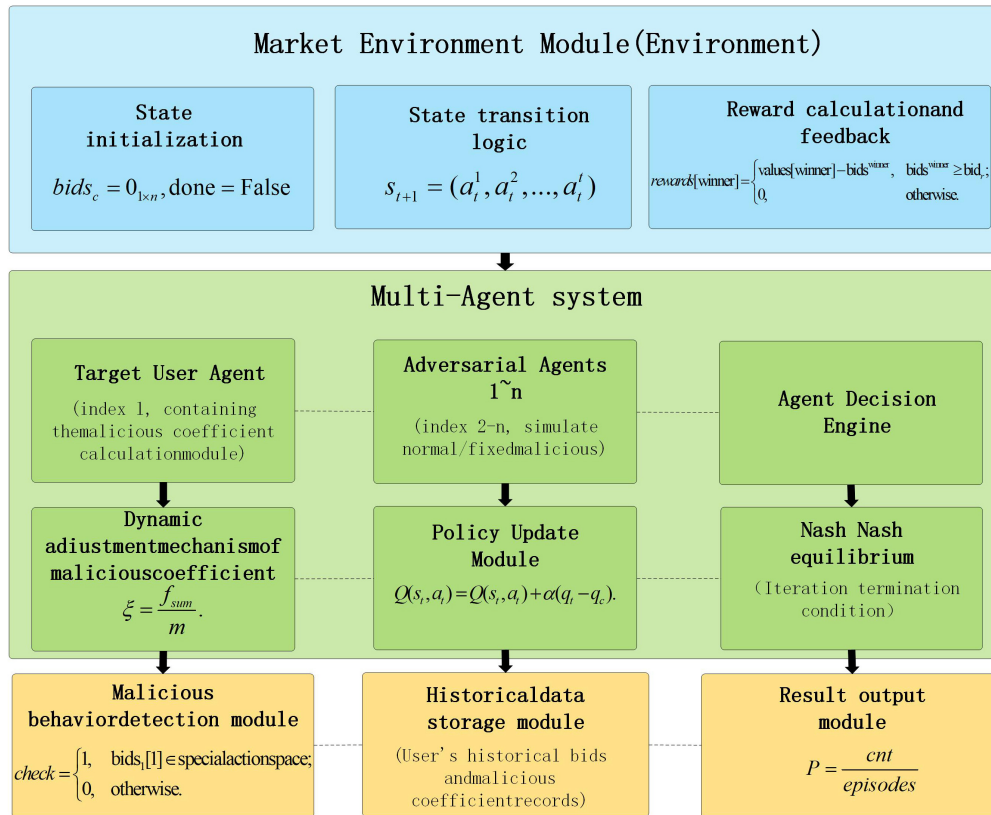 Market Environment Module(Environment)
State
initialization
bids_c = 0_{1×n}, done = False
State transition
logic
s_{t+1} = (a_t^1, a_t^2, ..., a_t^t)
Reward calculationand
feedback
rewards[winner] = { values[winner] − bids^{winner}, bids^{winner} ≥ bid_r;
0, otherwise.
Multi-Agent system
Target User Agent
(index 1, containing
themalicious coefficient
calculationmodule)
Adversarial Agents
1~n
(index 2-n, simulate
normal/fixedmalicious)
Agent Decision
Engine
Dynamic
adiustmentmechanismof
maliciouscoefficient
ξ = f_{sum} / m .
Policy Update
Module
Q(s_t, a_t) = Q(s_t, a_t) + α(q_t − q_c).
Nash Nash
equilibrium
(Iteration termination
condition)
Malicious
behaviordetection module
check = { 1, bids_1[1] ∈ specialactionspace;
0, otherwise.
Historicaldata
storage module
(User's historical bids
andmalicious
coefficientrecords)
Result output
module
P = cnt / episodes